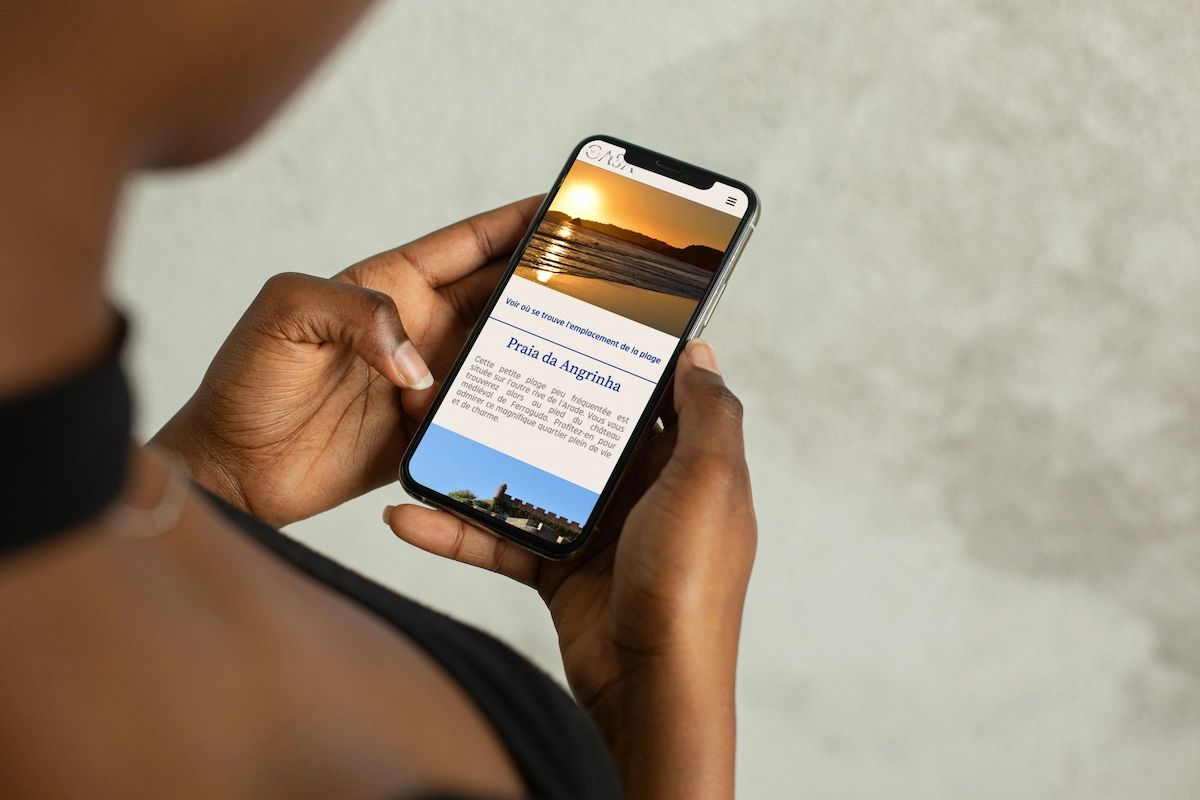 CASA
Voir où se trouve l'emplacement de la plage
Praia da Angrinha
Cette petite plage peu fréquentée est
située sur l'autre rive de l'Arade. Vous vous
trouverez alors au pied du château
médiéval de Ferragudo. Profitez-en pour
admirer ce magnifique quartier plein de vie
et de charme.